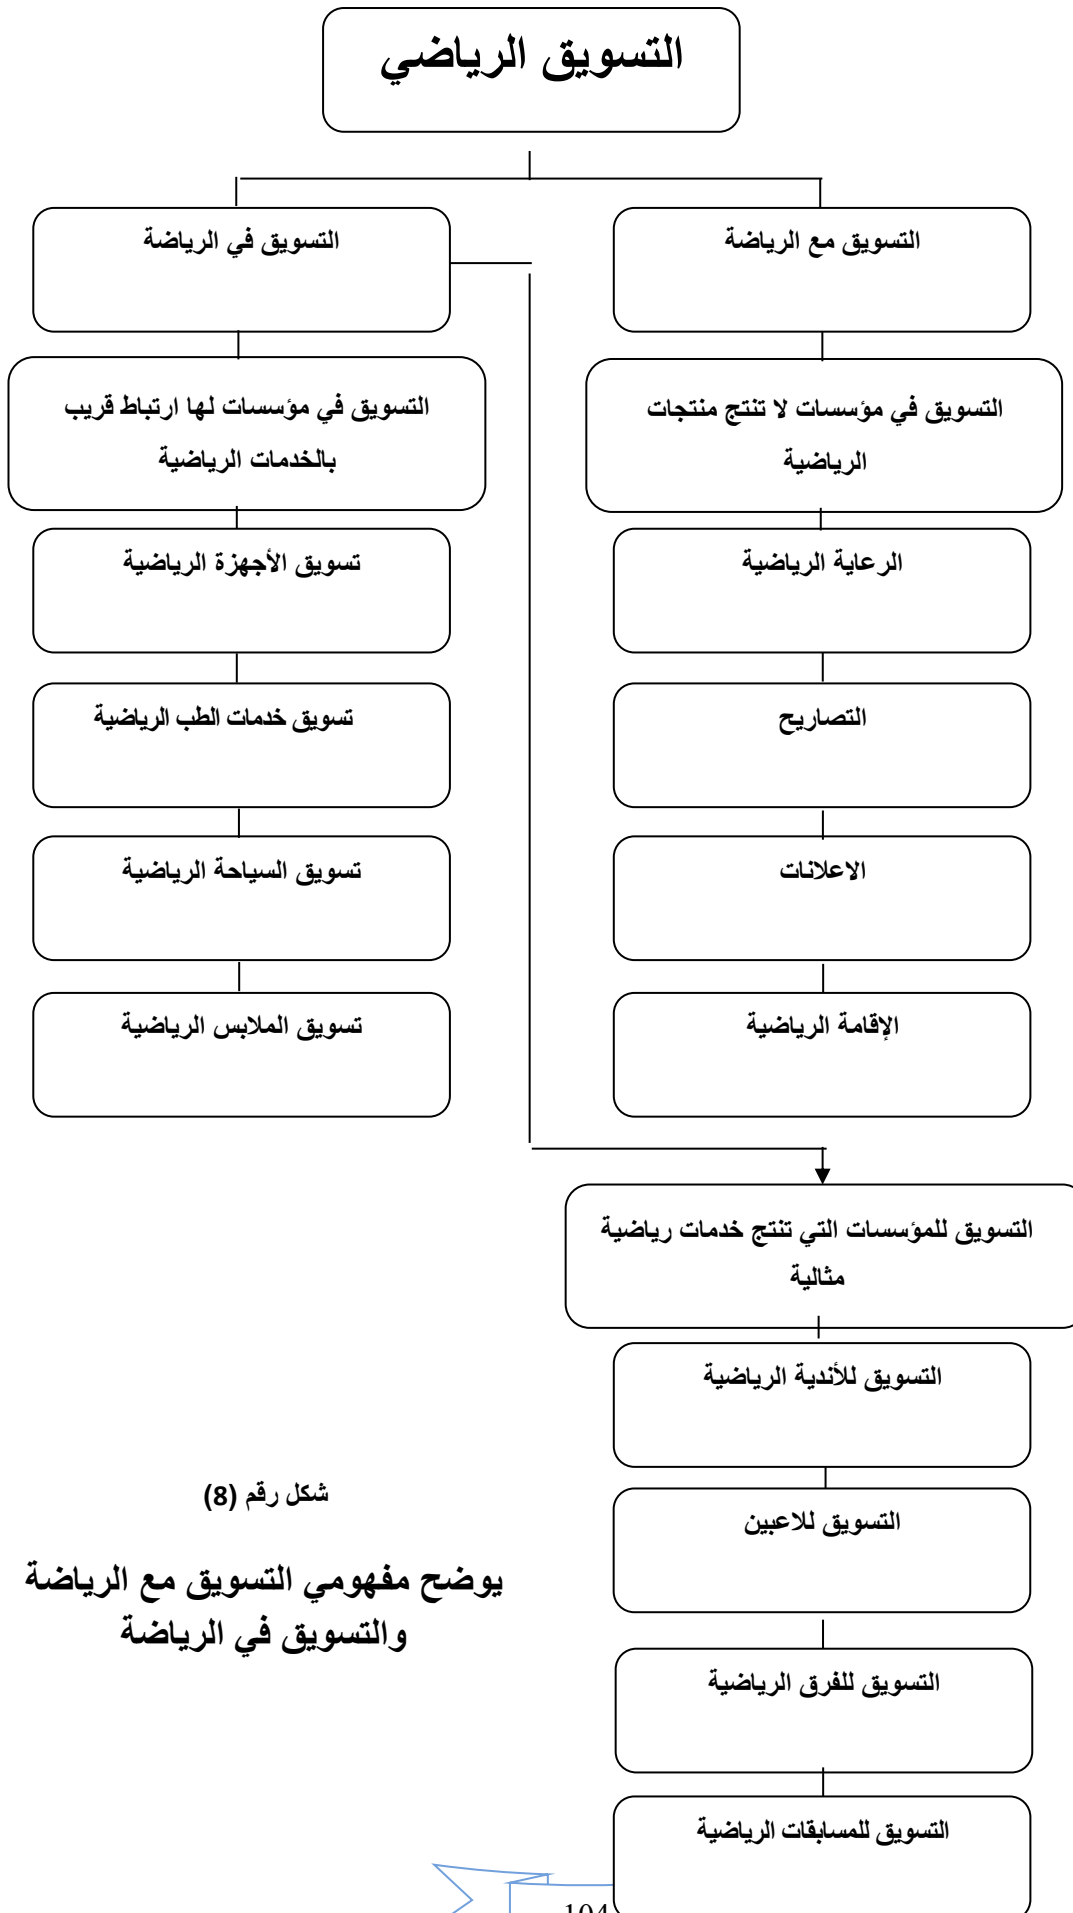 التسويق الرياضي
التسويق مع الرياضة
التسويق في مؤسسات لا تنتج منتجات
الرياضية
الرعاية الرياضية
التصاريح
الاعلانات
الإقامة الرياضية
التسويق في الرياضة
التسويق في مؤسسات لها ارتباط قريب
بالخدمات الرياضية
تسويق الأجهزة الرياضية
تسويق خدمات الطب الرياضية
تسويق السياحة الرياضية
تسويق الملابس الرياضية
التسويق للمؤسسات التي تنتج خدمات رياضية
مثالية
التسويق للأندية الرياضية
التسويق للاعبين
التسويق للفرق الرياضية
التسويق للمسابقات الرياضية
شكل رقم (8)
يوضح مفهومي التسويق مع الرياضة
والتسويق في الرياضة
104